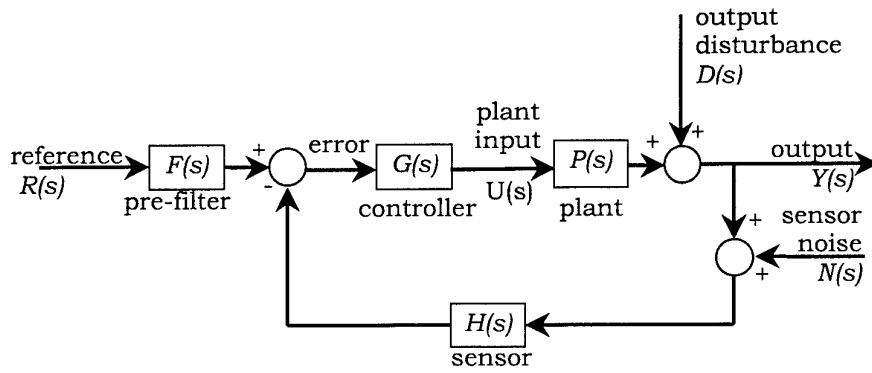 output
disturbance
D(s)
plant
input
reference
R(s)
F(s)
pre-filter
+
-
error
G(s)
controller
U(s)
P(s)
plant
+
+
output
Y(s)
+
+
sensor
noise
N(s)
H(s)
sensor